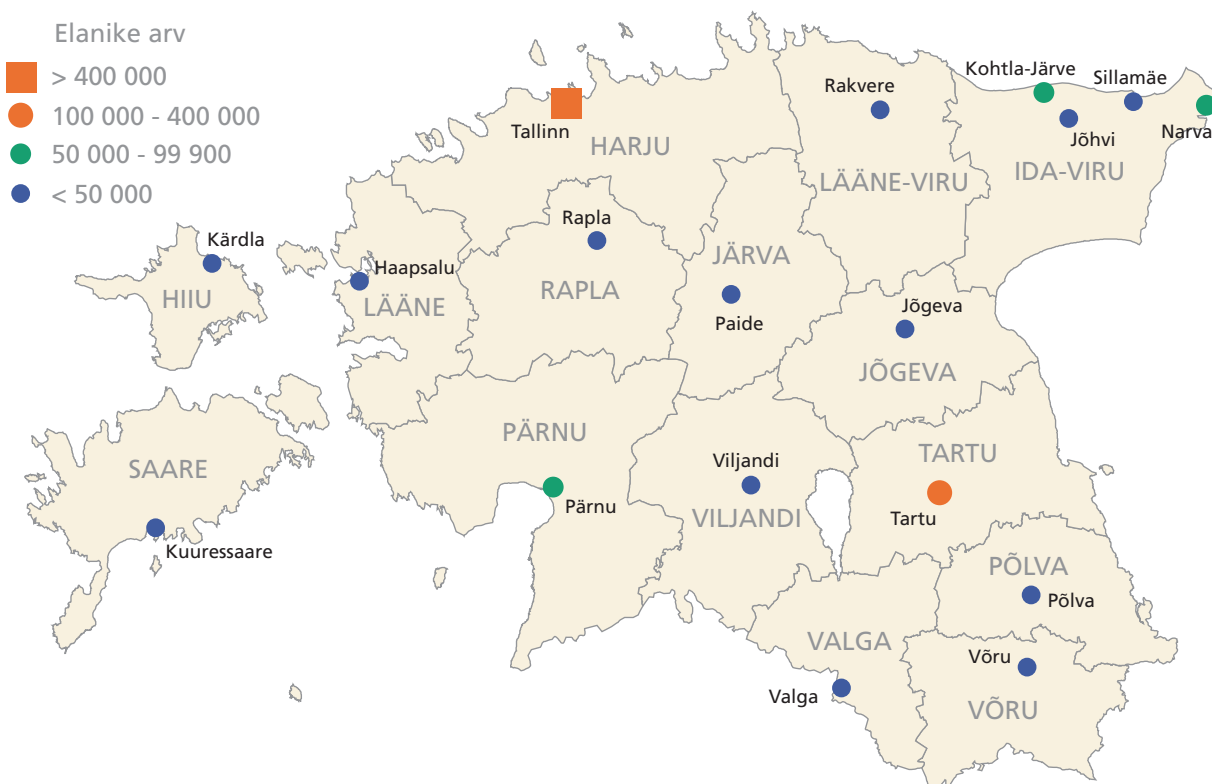 Elanike arv
> 400 000
100 000 - 400 000
50 000 - 99 900
< 50 000
Tallinn
HARJU
Rakvere
LÄÄNE-VIRU
Kohtla-Järve
Sillamäe
Jõhvi
Narva
IDA-VIRU
Kärdla
HIIU
Haapsalu
LÄÄNE
Rapla
RAPLA
JÄRVA
Paide
Jõgeva
JÕGEVA
SAARE
Kuuressaare
PÄRNU
Pärnu
Viljandi
VILJANDI
TARTU
Tartu
PÕLVA
Põlva
VALGA
Valga
Võru
VÕRU